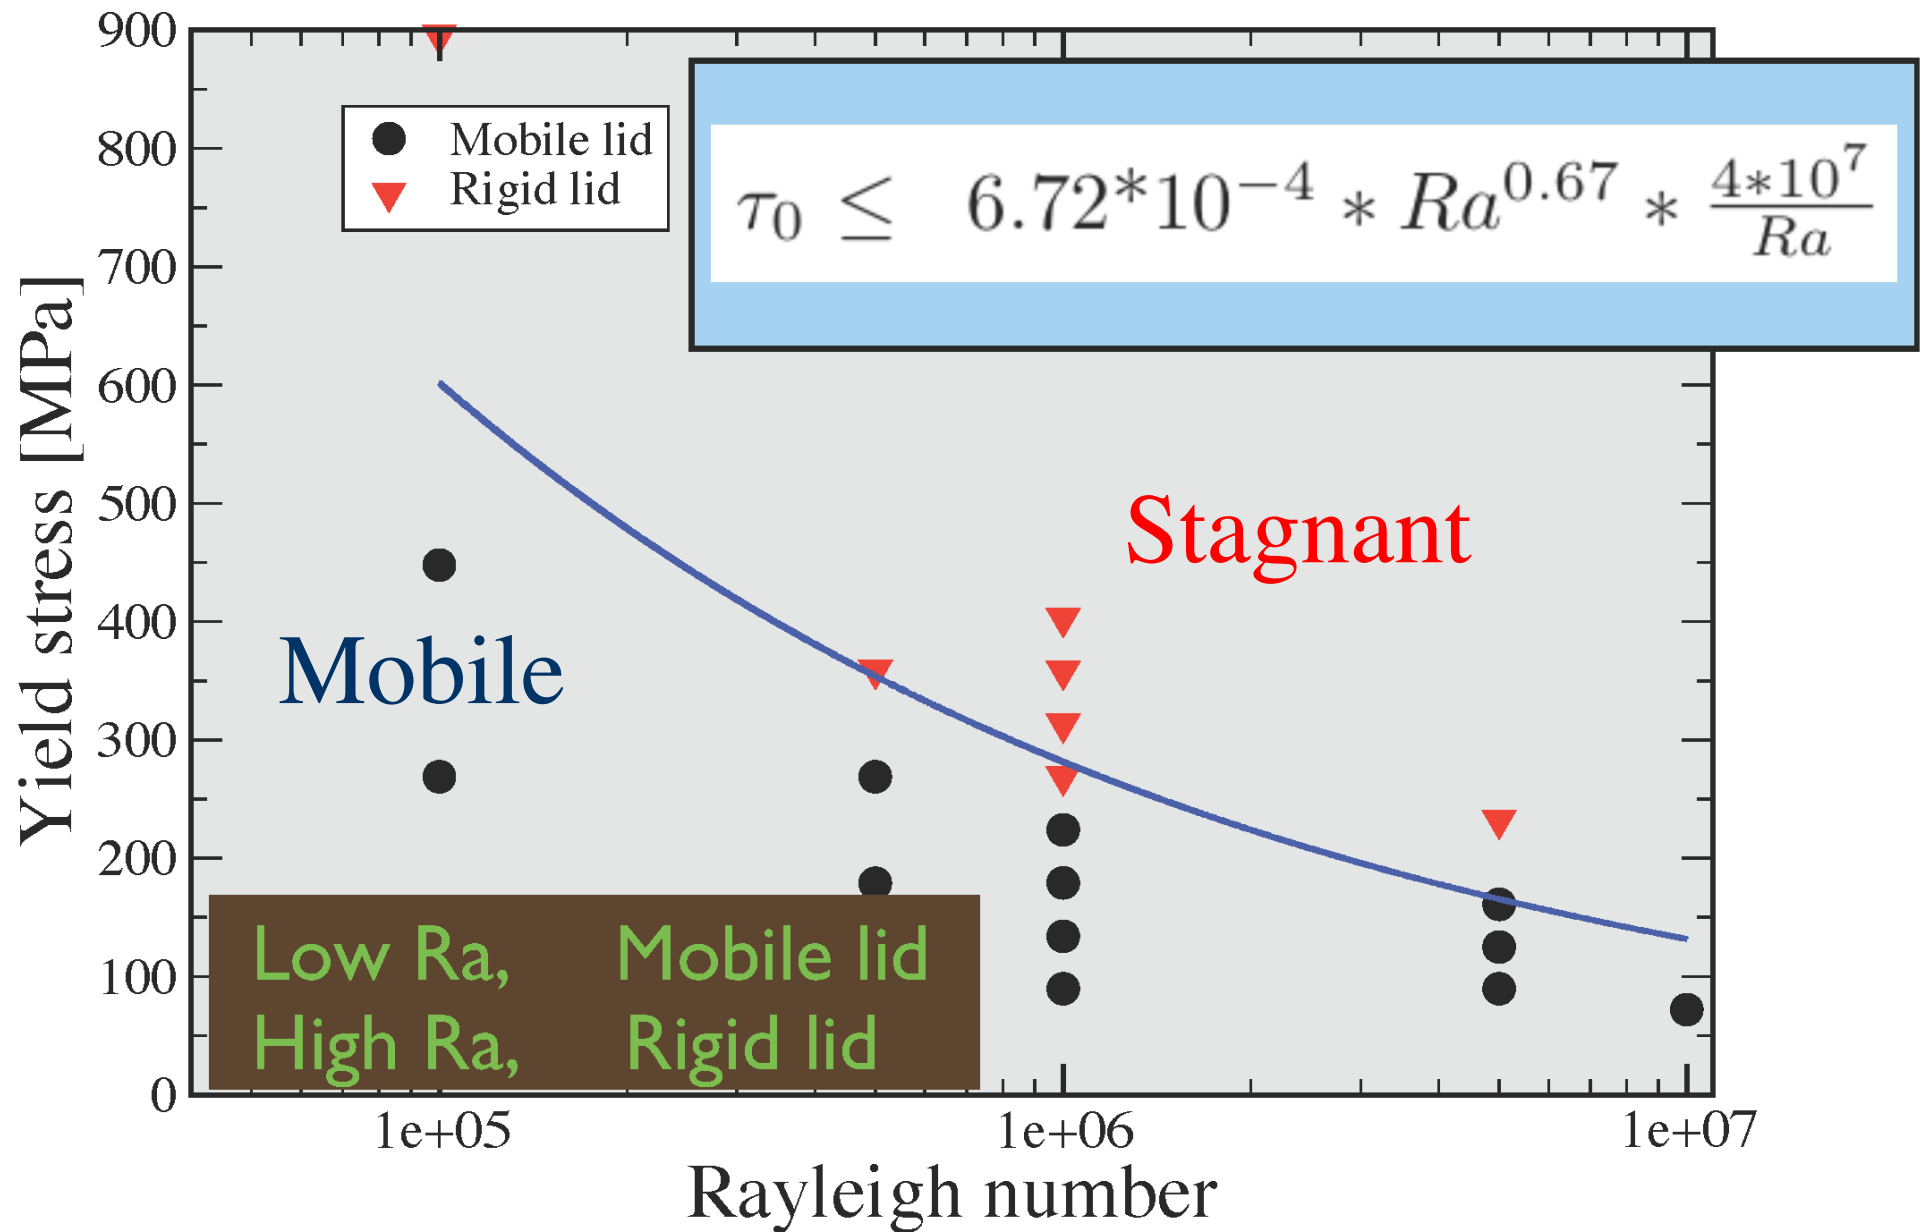 900
800
700
600
500
400
300
200
100
0
Yield stress [MPa]
Mobile lid
Rigid lid
τ₀ ≤ 6.72*10⁻⁴ * Ra^0.67 * 4*10⁷/Ra
Stagnant
Mobile
Low Ra, Mobile lid
High Ra, Rigid lid
1e+05 1e+06 1e+07
Rayleigh number